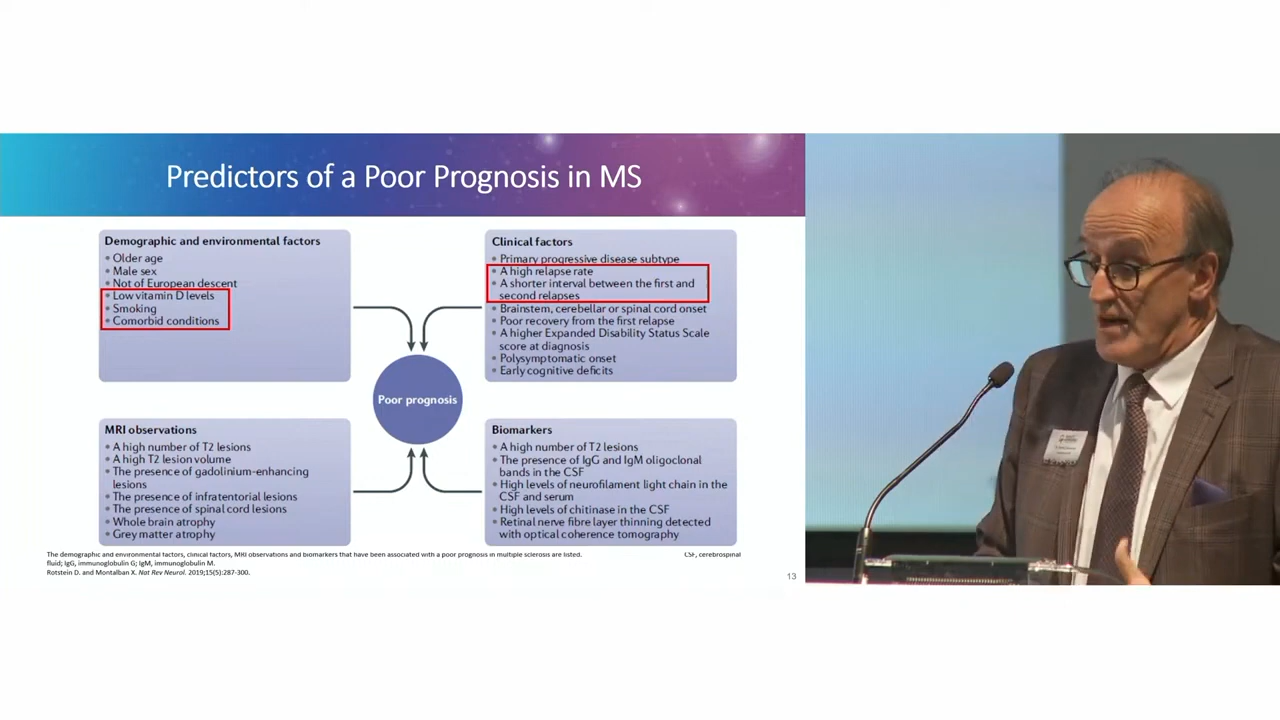 Predictors of a Poor Prognosis in MS
Demographic and environmental factors
• Older age
• Male sex
• Not of European descent
• Low vitamin D levels
• Smoking
• Comorbid conditions
Clinical factors
• Primary progressive disease subtype
• A high relapse rate
• A shorter interval between the first and
second relapses
• Brainstem, cerebellar or spinal cord onset
• Poor recovery from the first relapse
• A higher Expanded Disability Status Scale
score at diagnosis
• Polysymptomatic onset
• Early cognitive deficits
Poor prognosis
MRI observations
• A high number of T2 lesions
• A high T2 lesion volume
• The presence of gadolinium-enhancing
lesions
• The presence of infratentorial lesions
• The presence of spinal cord lesions
• Whole brain atrophy
• Grey matter atrophy
Biomarkers
• A high number of T2 lesions
• The presence of IgG and IgM oligoclonal
bands in the CSF
• High levels of neurofilament light chain in the
CSF and serum
• High levels of chitinase in the CSF
• Retinal nerve fibre layer thinning detected
with optical coherence tomography
The demographic and environmental factors, clinical factors, MRI observations and biomarkers that have been associated with a poor prognosis in multiple sclerosis are listed. CSF, cerebrospinal
fluid; IgG, immunoglobulin G; IgM, immunoglobulin M.
Rotstein D. and Montalban X. Nat Rev Neurol. 2019;15(5):287-300.
13